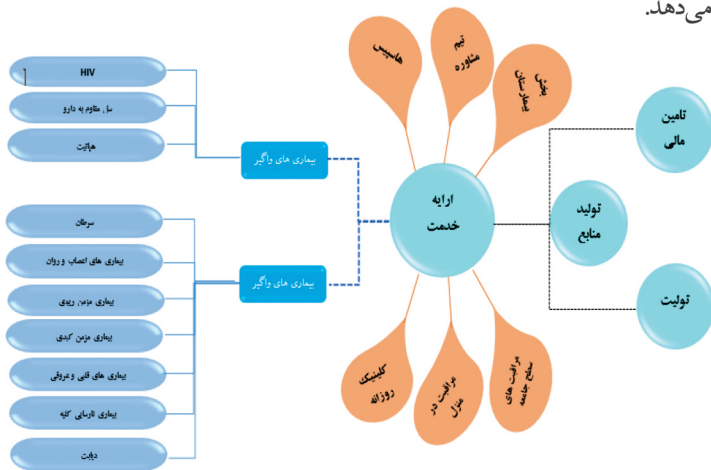 می‌دهد.
تامین
مالی
تولید
منابع
تولیت
ارایه
خدمت
بخش
بیمارستان
تیم
مشاوره
هاسپیس
مراقبت های
سطح جامعه
مراقبت در
منزل
کلینیک
روزانه
بیماری های واگیر
HIV
سل مقاوم به دارو
هپاتیت
بیماری های واگیر
سرطان
بیماری های اعصاب و روان
بیماری مزمن ریوی
بیماری مزمن کبدی
بیماری های قلبی و عروقی
بیماری نارسایی کلیه
دیابت